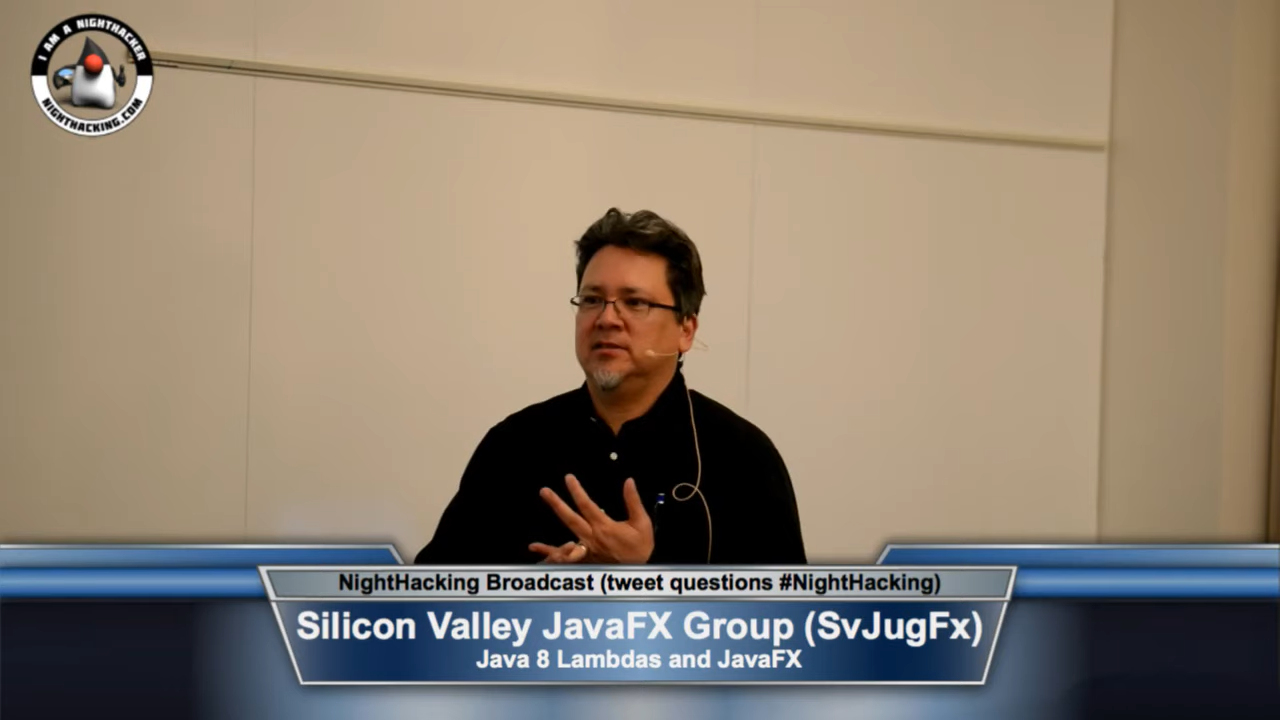 I AM A NIGHTHACKER
NIGHTHACKING.COM
NightHacking Broadcast (tweet questions #NightHacking)
Silicon Valley JavaFX Group (SvJugFx)
Java 8 Lambdas and JavaFX